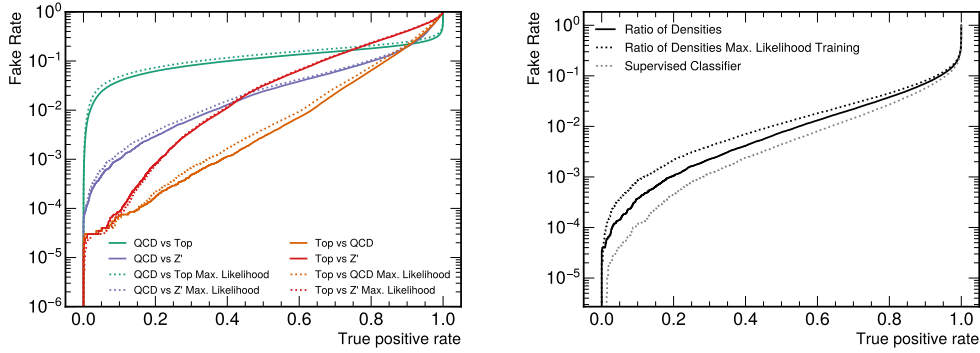 Fake Rate
10^0
10^-1
10^-2
10^-3
10^-4
10^-5
10^-6
QCD vs Top
QCD vs Z'
QCD vs Top Max. Likelihood
QCD vs Z' Max. Likelihood
Top vs QCD
Top vs Z'
Top vs QCD Max. Likelihood
Top vs Z' Max. Likelihood
0.0 0.2 0.4 0.6 0.8 1.0
True positive rate
Fake Rate
10^0
10^-1
10^-2
10^-3
10^-4
10^-5
Ratio of Densities
Ratio of Densities Max. Likelihood Training
Supervised Classifier
0.0 0.2 0.4 0.6 0.8 1.0
True positive rate